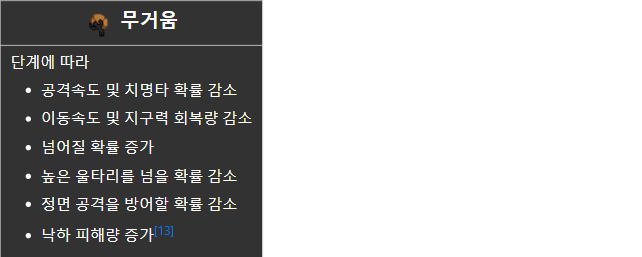 무거움
단계에 따라
• 공격속도 및 치명타 확률 감소
• 이동속도 및 지구력 회복량 감소
• 넘어질 확률 증가
• 높은 울타리를 넘을 확률 감소
• 정면 공격을 방어할 확률 감소
• 낙하 피해량 증가[13]